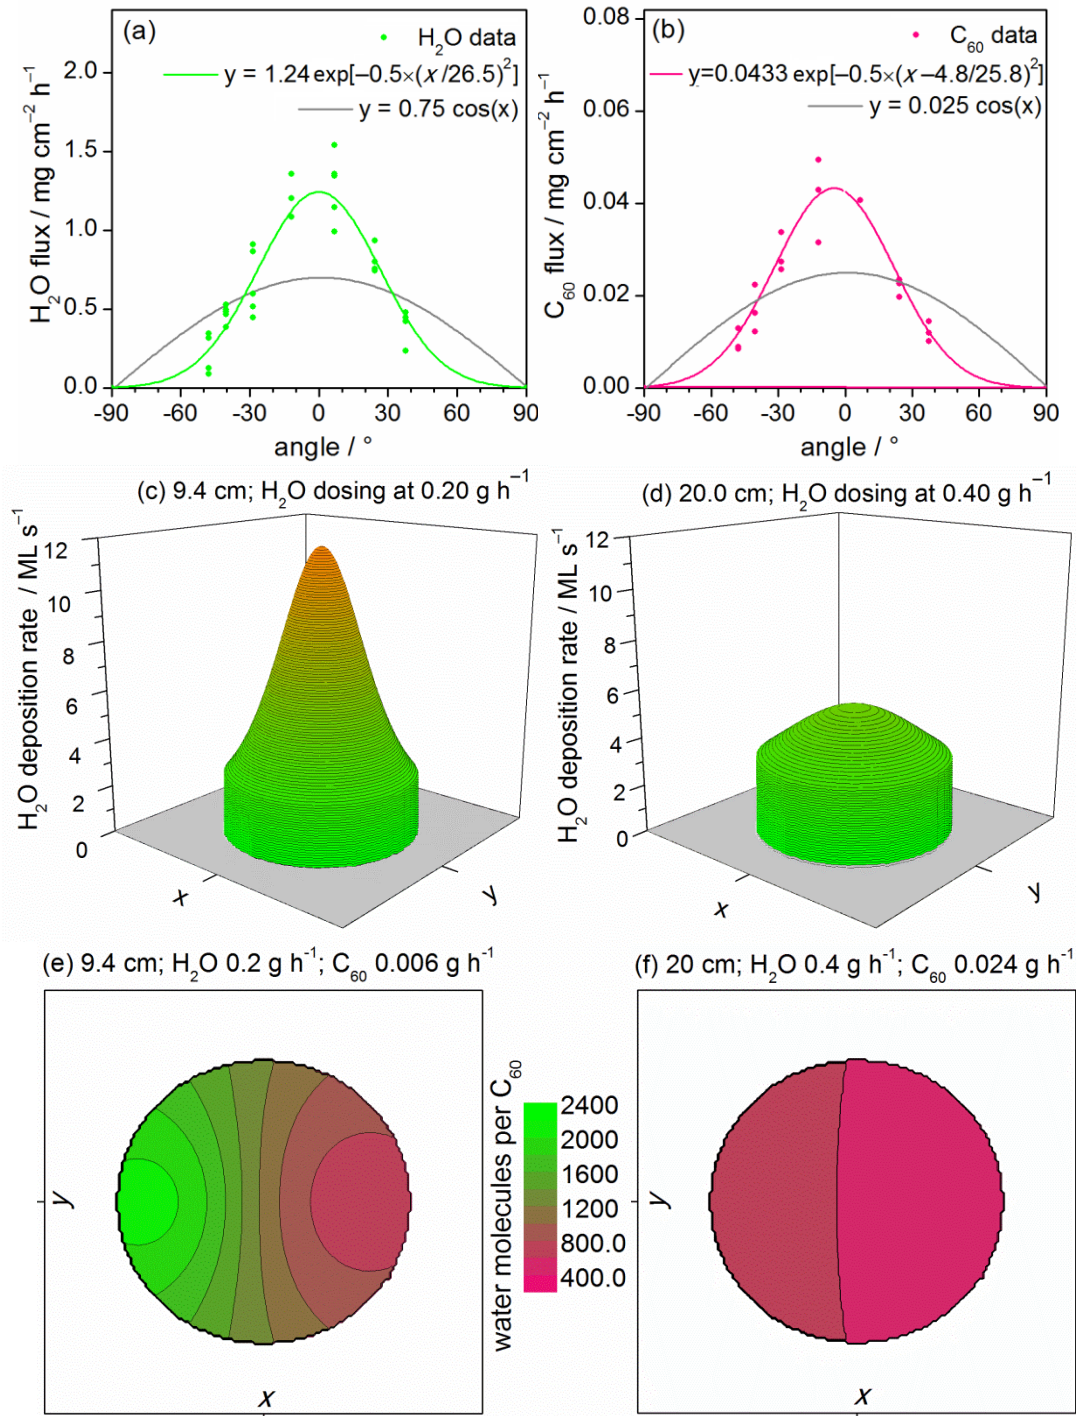 (a)
H₂O data
y = 1.24 exp[−0.5×(x/26.5)²]
y = 0.75 cos(x)
H₂O flux / mg cm⁻² h⁻¹
2.0
1.5
1.0
0.5
0.0
-90 -60 -30 0 30 60 90
angle / °
(b)
C₆₀ data
y=0.0433 exp[−0.5×(x−4.8/25.8)²]
y = 0.025 cos(x)
C₆₀ flux / mg cm⁻² h⁻¹
0.08
0.06
0.04
0.02
0.00
-90 -60 -30 0 30 60 90
angle / °
(c) 9.4 cm; H₂O dosing at 0.20 g h⁻¹
H₂O deposition rate / ML s⁻¹
12
10
8
6
4
2
0
x
y
(d) 20.0 cm; H₂O dosing at 0.40 g h⁻¹
H₂O deposition rate / ML s⁻¹
12
10
8
6
4
2
0
x
y
(e) 9.4 cm; H₂O 0.2 g h⁻¹; C₆₀ 0.006 g h⁻¹
y
x
water molecules per C₆₀
2400
2000
1600
1200
800.0
400.0
(f) 20 cm; H₂O 0.4 g h⁻¹; C₆₀ 0.024 g h⁻¹
y
x